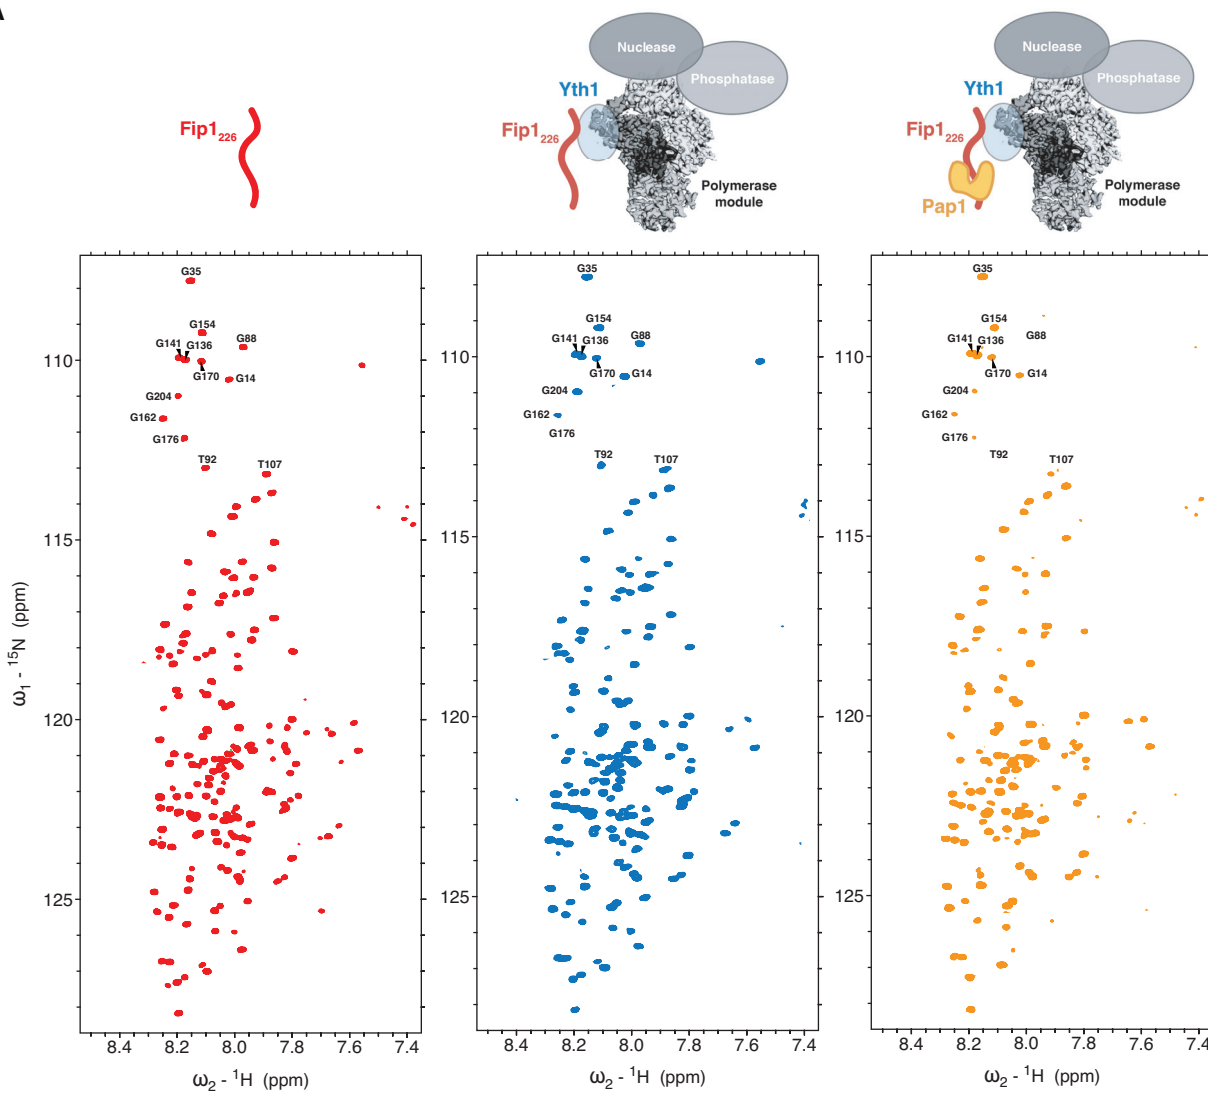 A
Nuclease
Phosphatase
Yth1
Fip1226
Polymerase
module
Nuclease
Phosphatase
Yth1
Fip1226
Pap1
Polymerase
module
Fip1226
G35
G154
G141
G136
G88
G170
G14
G204
G162
G176
T92
T107
110
115
120
125
8.4
8.2
8.0
7.8
7.6
7.4
ω1 - 15N (ppm)
ω2 - 1H (ppm)
G35
G154
G141
G136
G88
G170
G14
G204
G162
G176
T92
T107
110
115
120
125
8.4
8.2
8.0
7.8
7.6
7.4
ω2 - 1H (ppm)
G35
G154
G141
G136
G88
G170
G14
G204
G162
G176
T92
T107
110
115
120
125
8.4
8.2
8.0
7.8
7.6
7.4
ω2 - 1H (ppm)